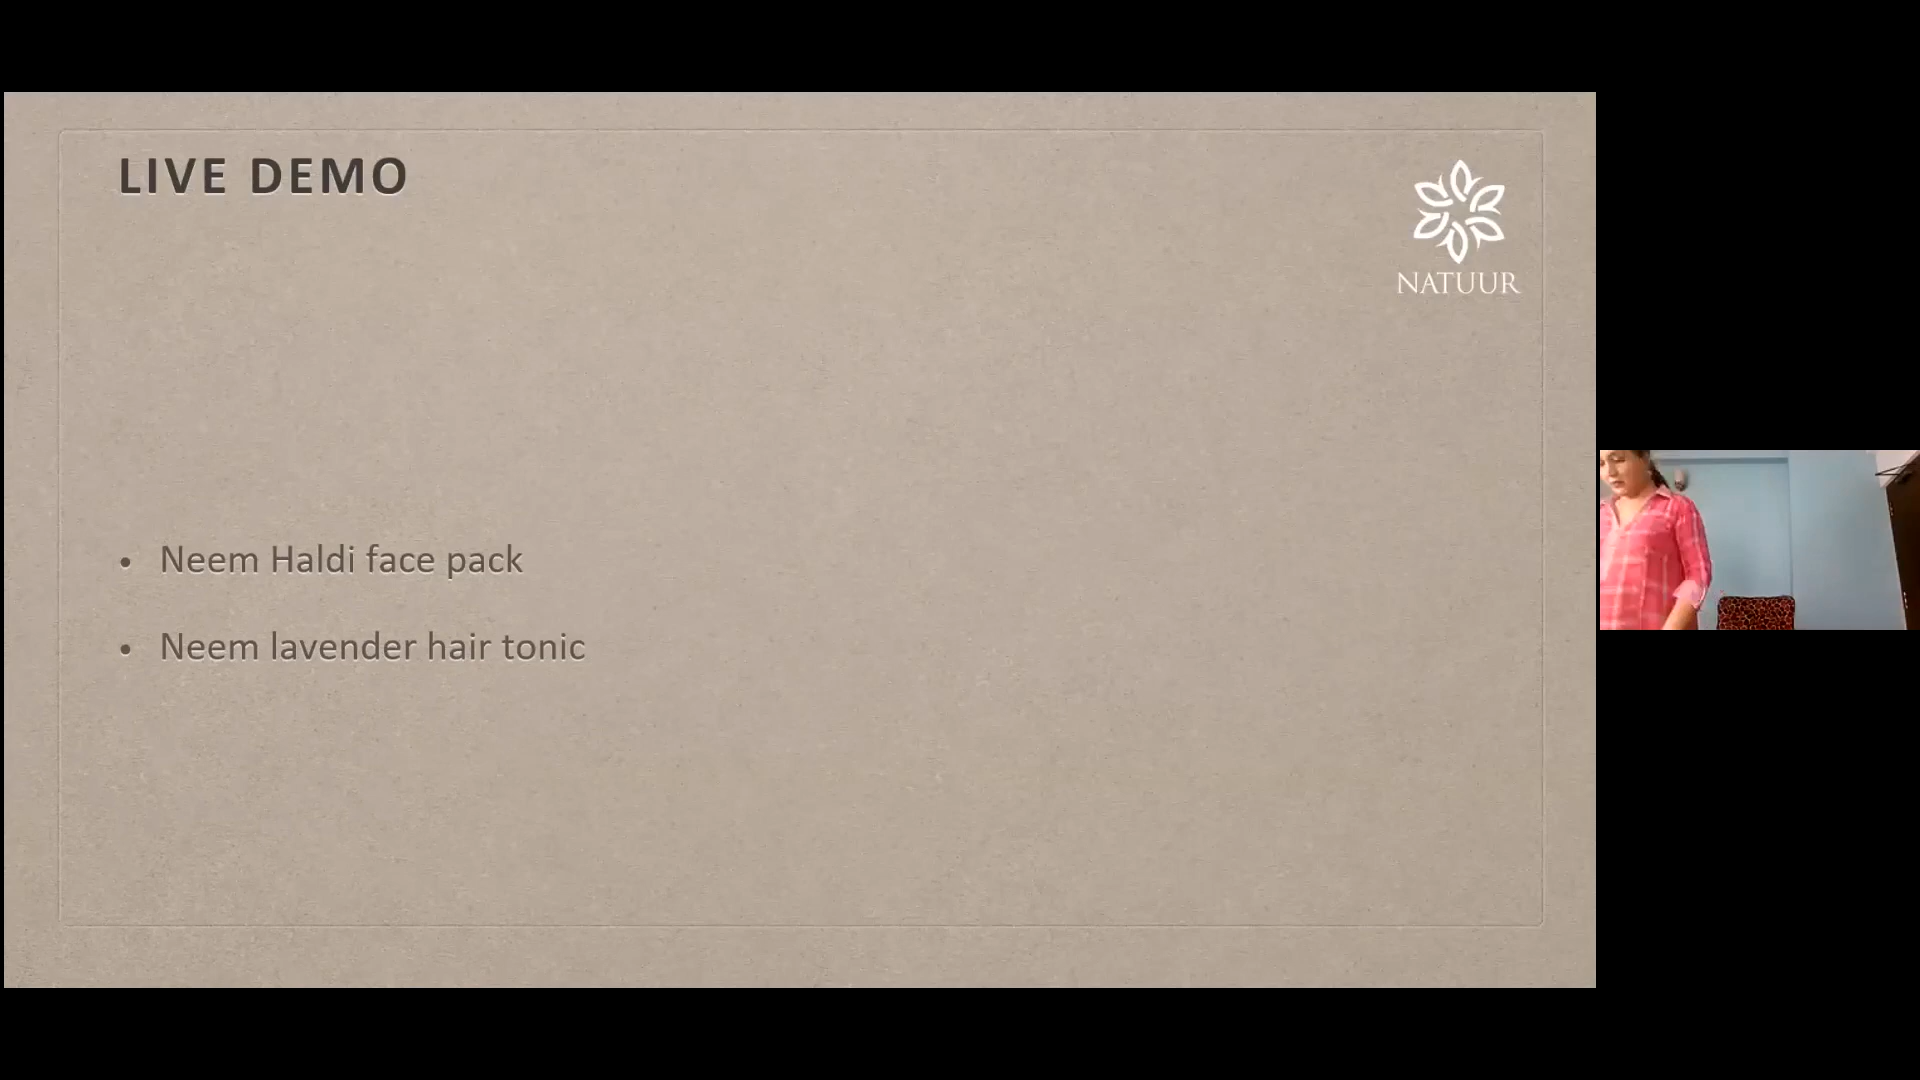 LIVE DEMO
NATUUR
• Neem Haldi face pack
• Neem lavender hair tonic